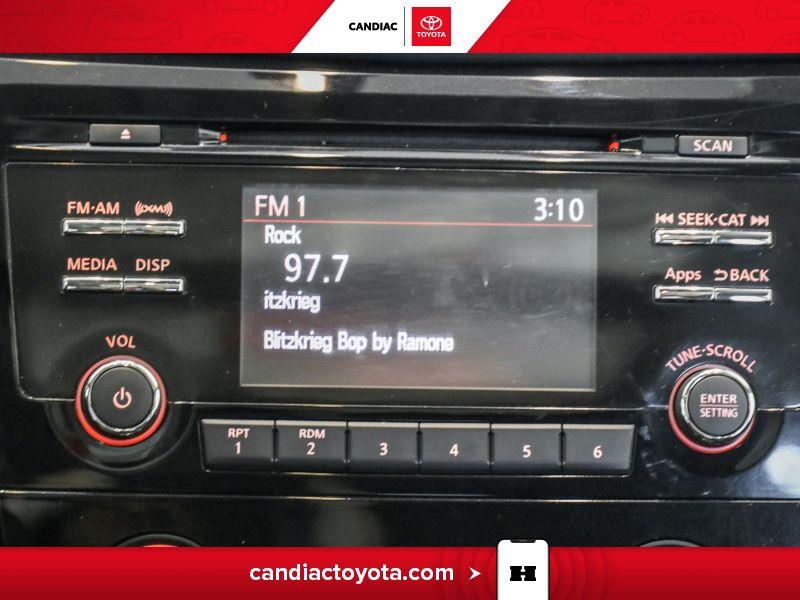 CANDIAC
TOYOTA
SCAN
FM·AM
MEDIA DISP
VOL
FM 1 3:10
Rock
97.7
itzkrieg
Blitzkrieg Bop by Ramone
SEEK·CAT
Apps BACK
TUNE·SCROLL
ENTER
SETTING
RPT RDM
1 2 3 4 5 6
candiactoyota.com